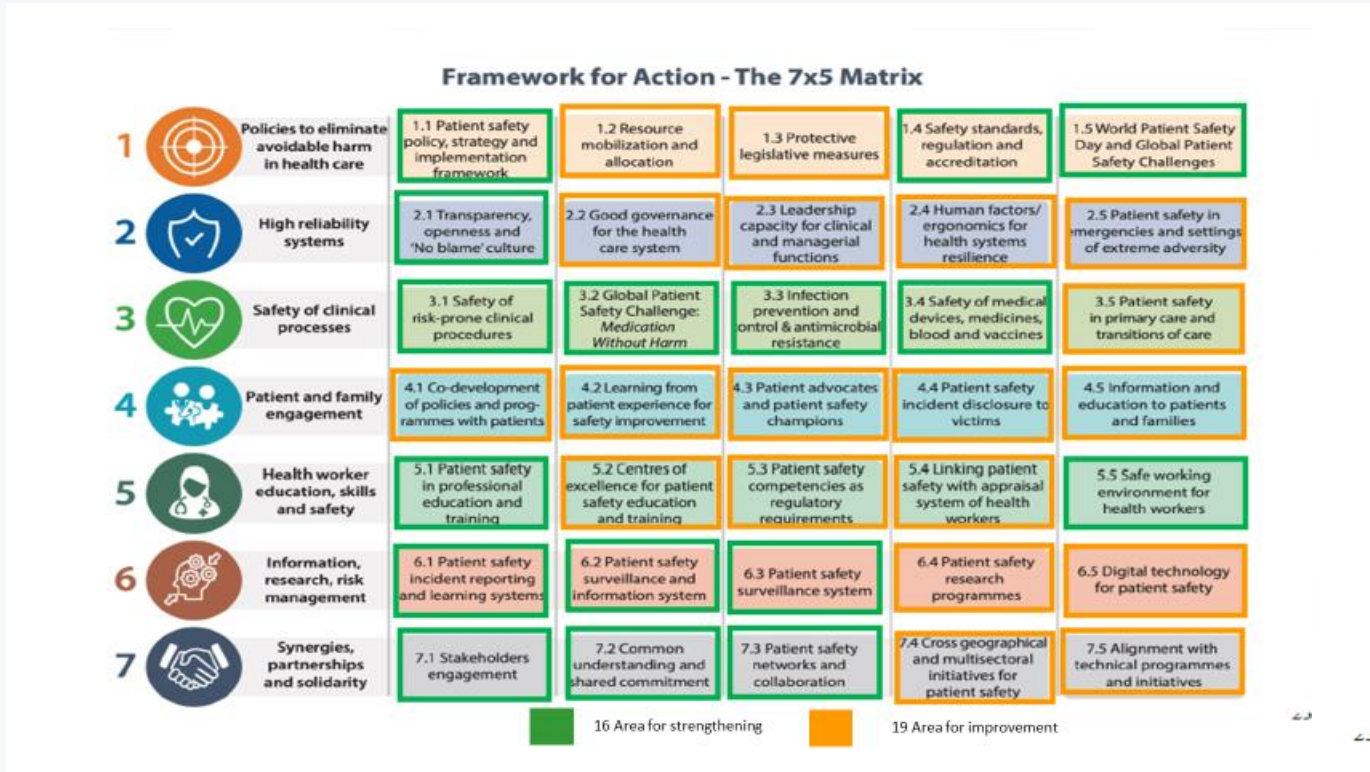 Framework for Action - The 7x5 Matrix
1
Policies to eliminate
avoidable harm
in health care
1.1 Patient safety
policy, strategy and
implementation
framework
1.2 Resource
mobilization and
allocation
1.3 Protective
legislative measures
1.4 Safety standards,
regulation and
accreditation
1.5 World Patient Safety
Day and Global Patient
Safety Challenges
2
High reliability
systems
2.1 Transparency,
openness and
'No blame' culture
2.2 Good governance
for the health
care system
2.3 Leadership
capacity for clinical
and managerial
functions
2.4 Human factors/
ergonomics for
health systems
resilience
2.5 Patient safety in
emergencies and settings
of extreme adversity
3
Safety of clinical
processes
3.1 Safety of
risk-prone clinical
procedures
3.2 Global Patient
Safety Challenge:
Medication
Without Harm
3.3 Infection
prevention and
ontrol & antimicrobial
resistance
3.4 Safety of medical
devices, medicines,
blood and vaccines
3.5 Patient safety
in primary care and
transitions of care
4
Patient and family
engagement
4.1 Co-development
of policies and prog-
rammes with patients
4.2 Learning from
patient experience for
safety improvement
4.3 Patient advocates
and patient safety
champions
4.4 Patient safety
incident disclosure to
victims
4.5 Information and
education to patients
and families
5
Health worker
education, skills
and safety
5.1 Patient safety
in professional
education and
training
5.2 Centres of
excellence for patient
safety education
and training
5.3 Patient safety
competencies as
regulatory
requirements
5.4 Linking patient
safety with appraisal
system of health
workers
5.5 Safe working
environment for
health workers
6
Information,
research, risk
management
6.1 Patient safety
incident reporting
and learning systems
6.2 Patient safety
surveillance and
information system
6.3 Patient safety
surveillance system
6.4 Patient safety
research
programmes
6.5 Digital technology
for patient safety
7
Synergies,
partnerships
and solidarity
7.1 Stakeholders
engagement
7.2 Common
understanding and
shared commitment
7.3 Patient safety
networks and
collaboration
7.4 Cross geographical
and multisectoral
initiatives for
patient safety
7.5 Alignment with
technical programmes
and initiatives
16 Area for strengthening
19 Area for improvement